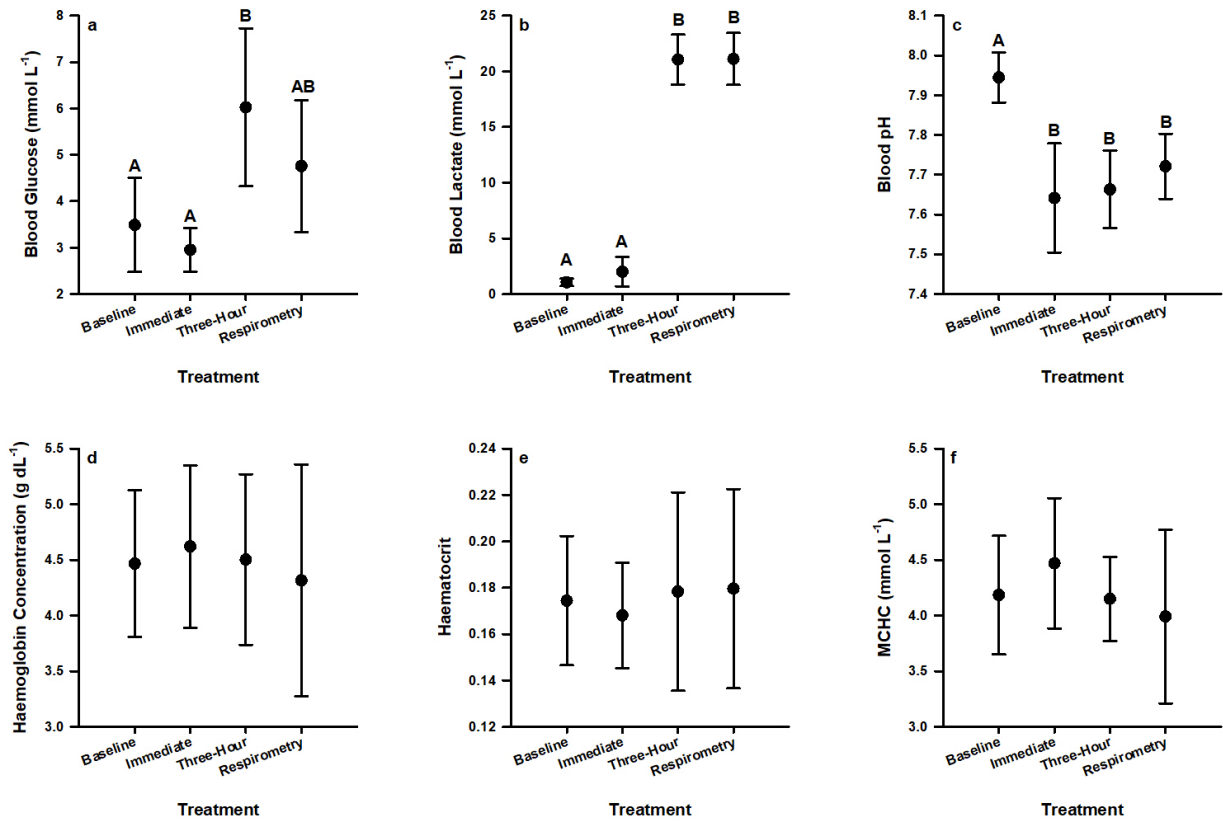 a
Blood Glucose (mmol L⁻¹)
8
7
6
5
4
3
2
A
A
B
AB
Baseline
Immediate
Three-Hour
Respirometry
Treatment
b
Blood Lactate (mmol L⁻¹)
25
20
15
10
5
0
A
A
B
B
Baseline
Immediate
Three-Hour
Respirometry
Treatment
c
Blood pH
8.1
8.0
7.9
7.8
7.7
7.6
7.5
7.4
A
B
B
B
Baseline
Immediate
Three-Hour
Respirometry
Treatment
d
Haemoglobin Concentration (g dL⁻¹)
5.5
5.0
4.5
4.0
3.5
3.0
Baseline
Immediate
Three-Hour
Respirometry
Treatment
e
Haematocrit
0.24
0.22
0.20
0.18
0.16
0.14
0.12
Baseline
Immediate
Three-Hour
Respirometry
Treatment
f
MCHC (mmol L⁻¹)
5.5
5.0
4.5
4.0
3.5
3.0
Baseline
Immediate
Three-Hour
Respirometry
Treatment